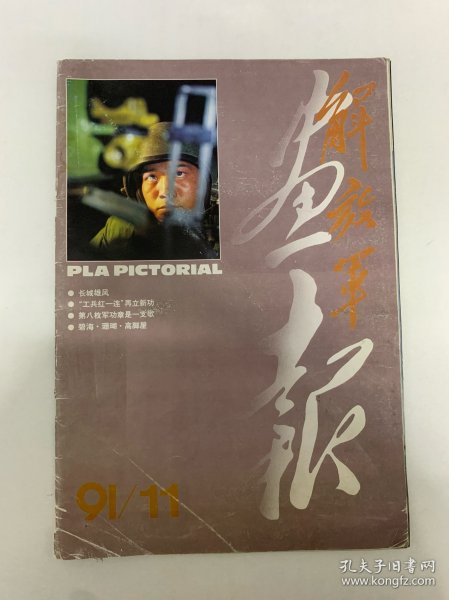 解放军
画报
PLA PICTORIAL
● 长城雄风
● “工兵红一连”再立新功
● 第八枚军功章是一支歌
● 碧海·珊瑚·高脚屋
91/11
孔夫子旧书网
www.kongfz.com